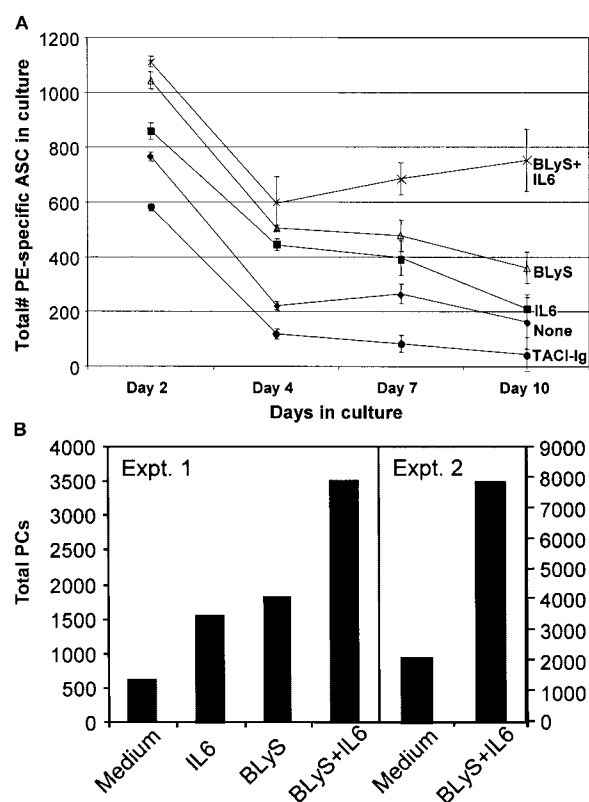 A
Total# PE-specific ASC in culture
1200
1000
800
600
400
200
0
BLyS+
IL6
BLyS
IL6
None
TACI-Ig
Day 2
Day 4
Day 7
Day 10
Days in culture
B
Total PCs
4000
3500
3000
2500
2000
1500
1000
500
0
Expt. 1
Expt. 2
9000
8000
7000
6000
5000
4000
3000
2000
1000
0
Medium
IL6
BLyS
BLyS+IL6
Medium
BLyS+IL6